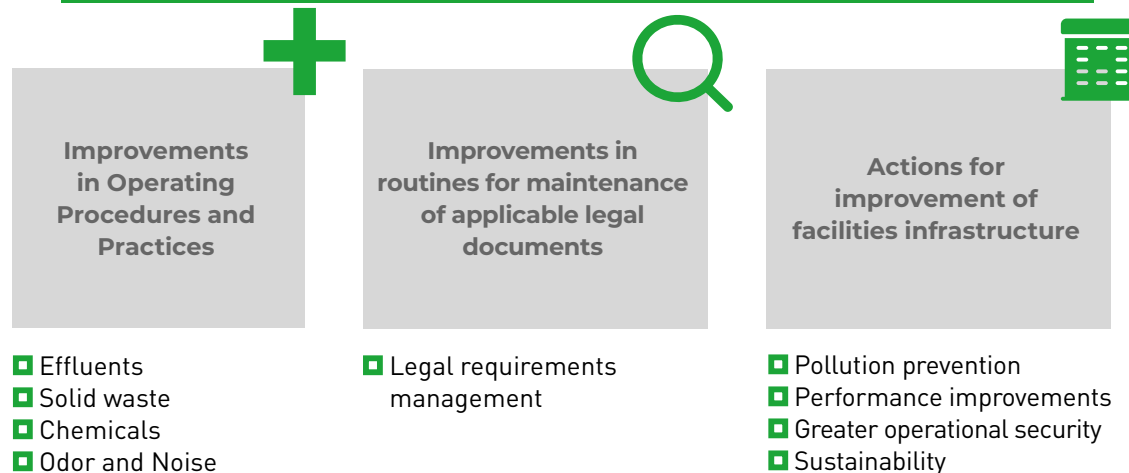 Improvements
in Operating
Procedures and
Practices
Effluents
Solid waste
Chemicals
Odor and Noise
Improvements in
routines for maintenance
of applicable legal
documents
Legal requirements
management
Actions for
improvement of
facilities infrastructure
Pollution prevention
Performance improvements
Greater operational security
Sustainability